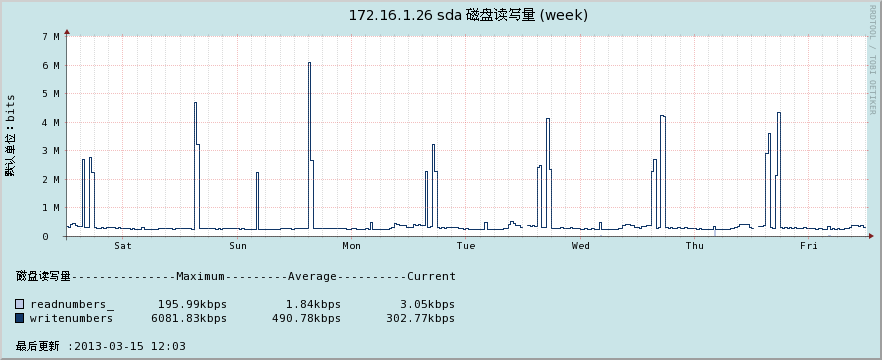 172.16.1.26 sda 磁盘读写量 (week)
RRDTOOL / TOBI OETIKER
默认单位：bits
7 M
6 M
5 M
4 M
3 M
2 M
1 M
0
Sat Sun Mon Tue Wed Thu Fri
磁盘读写量---------------Maximum---------Average----------Current
readnumbers_ 195.99kbps 1.84kbps 3.05kbps
writenumbers 6081.83kbps 490.78kbps 302.77kbps
最后更新 :2013-03-15 12:03